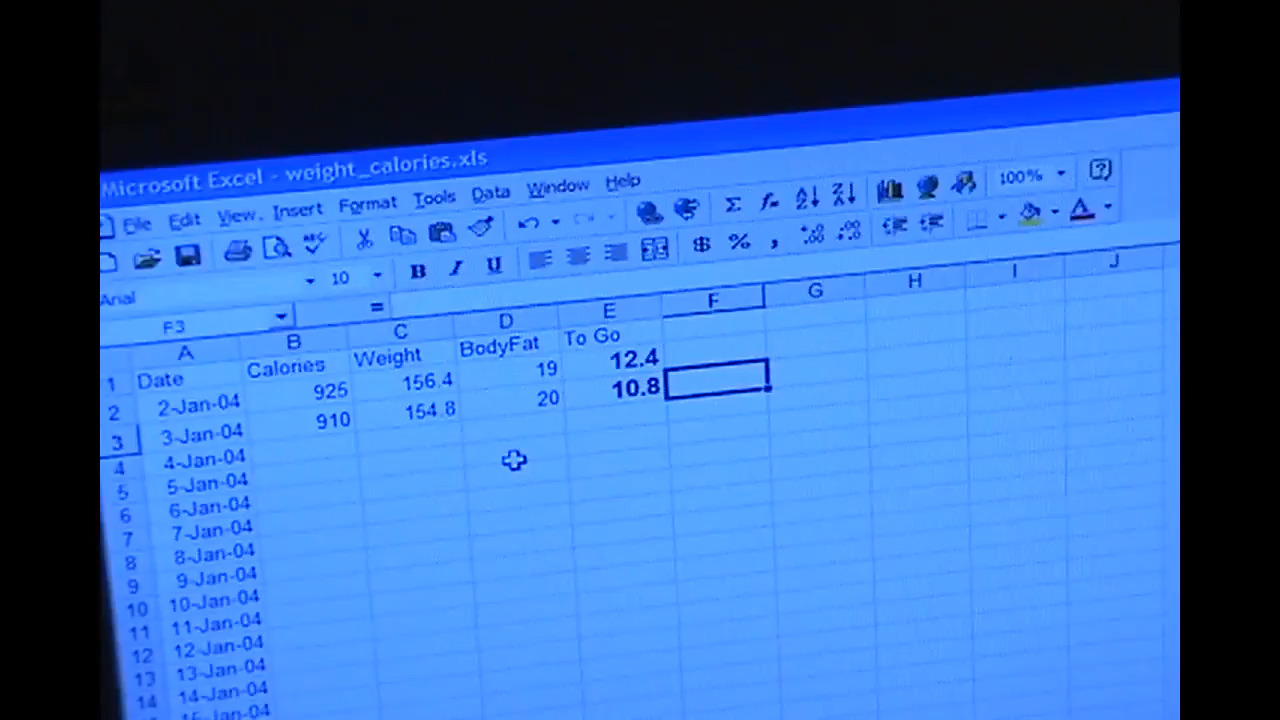 Microsoft Excel - weight_calories.xls
File Edit View Insert Format Tools Data Window Help
100%
Arial 10 B I U $ % ,
F3 =
A B C D E F G H I J
1 Date Calories Weight BodyFat To Go
2 2-Jan-04 925 156.4 19 12.4
3 3-Jan-04 910 154.8 20 10.8
4 4-Jan-04
5 5-Jan-04
6 6-Jan-04
7 7-Jan-04
8 8-Jan-04
9 9-Jan-04
10 10-Jan-04
11 11-Jan-04
12 12-Jan-04
13 13-Jan-04
14 14-Jan-04
15-Jan-04